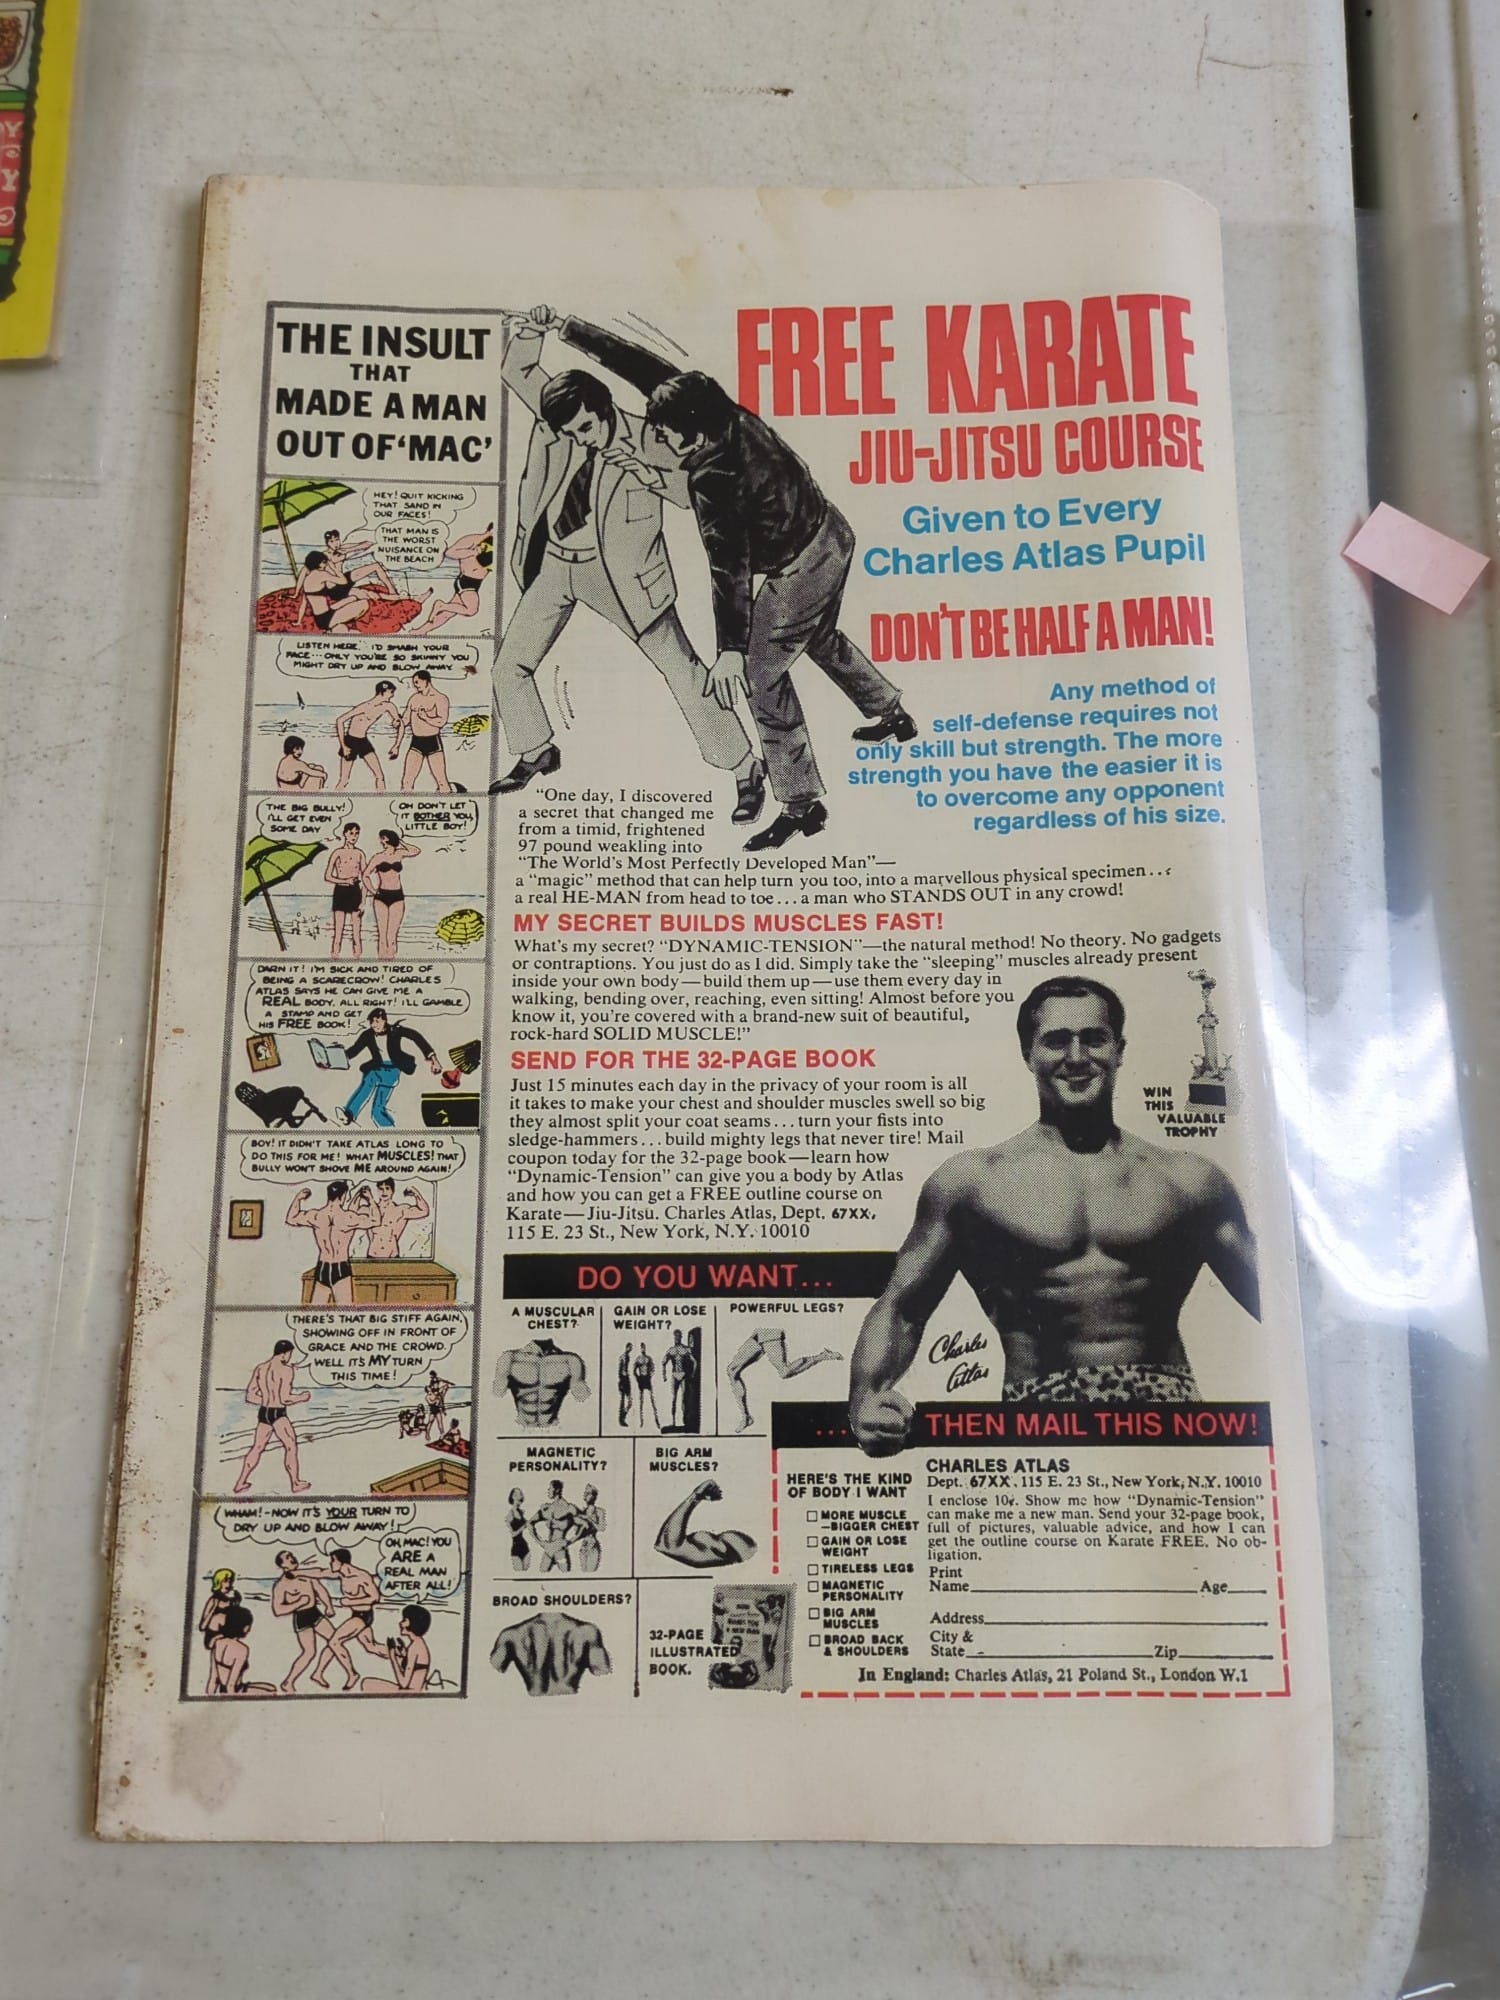 THE INSULT
THAT
MADE A MAN
OUT OF 'MAC'
HEY! QUIT KICKING
THAT SAND IN
OUR FACES!
THAT MAN IS
THE WORST
NUISANCE ON
THE BEACH
LISTEN HERE, I'D SMASH YOUR
FACE---ONLY YOU'RE SO SKINNY YOU
MIGHT DRY UP AND BLOW AWAY.
THE BIG BULLY!
I'LL GET EVEN
SOME DAY
OH DON'T LET
IT BOTHER YOU,
LITTLE BOY!
DARN IT! I'M SICK AND TIRED OF
BEING A SCARECROW! CHARLES
ATLAS SAYS HE CAN GIVE ME A
REAL BODY. ALL RIGHT! I'LL GAMBLE
A STAMP AND GET
HIS FREE BOOK!
BOY! IT DIDN'T TAKE ATLAS LONG TO
DO THIS FOR ME! WHAT MUSCLES! THAT
BULLY WON'T SHOVE ME AROUND AGAIN!
THERE'S THAT BIG STIFF AGAIN,
SHOWING OFF IN FRONT OF
GRACE AND THE CROWD.
WELL IT'S MY TURN
THIS TIME!
WHAM!-NOW IT'S YOUR TURN TO
DRY UP AND BLOW AWAY!
OH, MAC! YOU
ARE A
REAL MAN
AFTER ALL!
FREE KARATE
JIU-JITSU COURSE
Given to Every
Charles Atlas Pupil
DON'T BE HALF A MAN!
Any method of
self-defense requires not
only skill but strength. The more
strength you have the easier it is
to overcome any opponent
regardless of his size.
"One day, I discovered
a secret that changed me
from a timid, frightened
97 pound weakling into
"The World's Most Perfectly Developed Man"—
a "magic" method that can help turn you too, into a marvellous physical specimen...
a real HE-MAN from head to toe...a man who STANDS OUT in any crowd!
MY SECRET BUILDS MUSCLES FAST!
What's my secret? "DYNAMIC-TENSION"—the natural method! No theory. No gadgets
or contraptions. You just do as I did. Simply take the "sleeping" muscles already present
inside your own body—build them up—use them every day in
walking, bending over, reaching, even sitting! Almost before you
know it, you're covered with a brand-new suit of beautiful,
rock-hard SOLID MUSCLE!"
SEND FOR THE 32-PAGE BOOK
Just 15 minutes each day in the privacy of your room is all
it takes to make your chest and shoulder muscles swell so big
they almost split your coat seams...turn your fists into
sledge-hammers...build mighty legs that never tire! Mail
coupon today for the 32-page book—learn how
"Dynamic-Tension" can give you a body by Atlas
and how you can get a FREE outline course on
Karate—Jiu-Jitsu. Charles Atlas, Dept. 67XX,
115 E. 23 St., New York, N.Y. 10010
WIN
THIS
VALUABLE
TROPHY
Charles
Atlas
DO YOU WANT...
A MUSCULAR
CHEST?
GAIN OR LOSE
WEIGHT?
POWERFUL LEGS?
MAGNETIC
PERSONALITY?
BIG ARM
MUSCLES?
BROAD SHOULDERS?
32-PAGE
ILLUSTRATED
BOOK.
...THEN MAIL THIS NOW!
HERE'S THE KIND
OF BODY I WANT
MORE MUSCLE
—BIGGER CHEST
GAIN OR LOSE
WEIGHT
TIRELESS LEGS
MAGNETIC
PERSONALITY
BIG ARM
MUSCLES
BROAD BACK
& SHOULDERS
CHARLES ATLAS
Dept. 67XX, 115 E. 23 St., New York, N.Y. 10010
I enclose 10¢. Show me how "Dynamic-Tension"
can make me a new man. Send your 32-page book,
full of pictures, valuable advice, and how I can
get the outline course on Karate FREE. No ob-
ligation.
Print
Name Age
Address
City &
State Zip
In England: Charles Atlas, 21 Poland St., London W.1